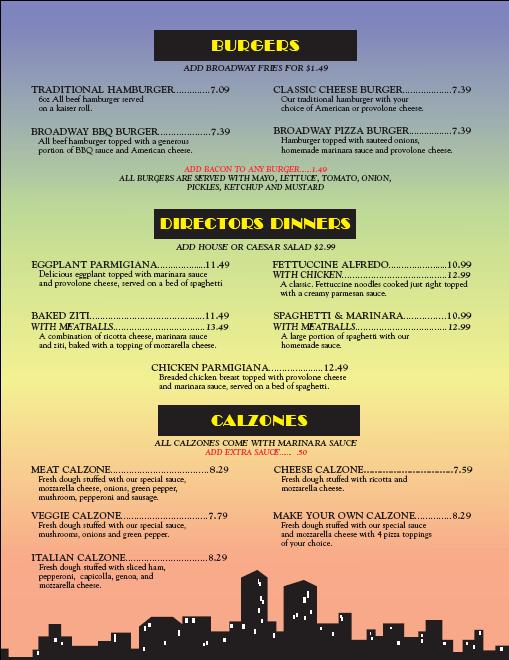 BURGERS
ADD BROADWAY FRIES FOR $1.49
TRADITIONAL HAMBURGER..............7.09
6oz All beef hamburger served
on a kaiser roll.
CLASSIC CHEESE BURGER...................7.39
Our traditional hamburger with your
choice of American or provolone cheese.
BROADWAY BBQ BURGER....................7.39
All beef hamburger topped with a generous
portion of BBQ sauce and American cheese.
BROADWAY PIZZA BURGER................7.39
Hamburger topped with sauteed onions,
homemade marinara sauce and provolone cheese.
ADD BACON TO ANY BURGER.....1.49
ALL BURGERS ARE SERVED WITH MAYO, LETTUCE, TOMATO, ONION,
PICKLES, KETCHUP AND MUSTARD
DIRECTORS DINNERS
ADD HOUSE OR CAESAR SALAD $2.99
EGGPLANT PARMIGIANA..................11.49
Delicious eggplant topped with marinara sauce
and provolone cheese, served on a bed of spaghetti
FETTUCCINE ALFREDO......................10.99
WITH CHICKEN........................................12.99
A classic. Fettuccine noodles cooked just right topped
with a creamy parmesan sauce.
BAKED ZITI...........................................11.49
WITH MEATBALLS...................................13.49
A combination of ricotta cheese, marinara sauce
and ziti, baked with a topping of mozzarella cheese.
SPAGHETTI & MARINARA.................10.99
WITH MEATBALLS...................................12.99
A large portion of spaghetti with our
homemade sauce.
CHICKEN PARMIGIANA.....................12.49
Breaded chicken breast topped with provolone cheese
and marinara sauce, served on a bed of spaghetti.
CALZONES
ALL CALZONES COME WITH MARINARA SAUCE
ADD EXTRA SAUCE..... .50
MEAT CALZONE......................................8.29
Fresh dough stuffed with our special sauce,
mozzarella cheese, onions, green pepper,
mushroom, pepperoni and sausage.
CHEESE CALZONE..................................7.59
Fresh dough stuffed with ricotta and
mozzarella cheese.
VEGGIE CALZONE.................................7.79
Fresh dough stuffed with our special sauce,
mushrooms, onions and green pepper.
MAKE YOUR OWN CALZONE..............8.29
Fresh dough stuffed with our special sauce
and mozzarella cheese with 4 pizza toppings
of your choice.
ITALIAN CALZONE................................8.29
Fresh dough stuffed with sliced ham,
pepperoni, capicolla, genoa, and
mozzarella cheese.